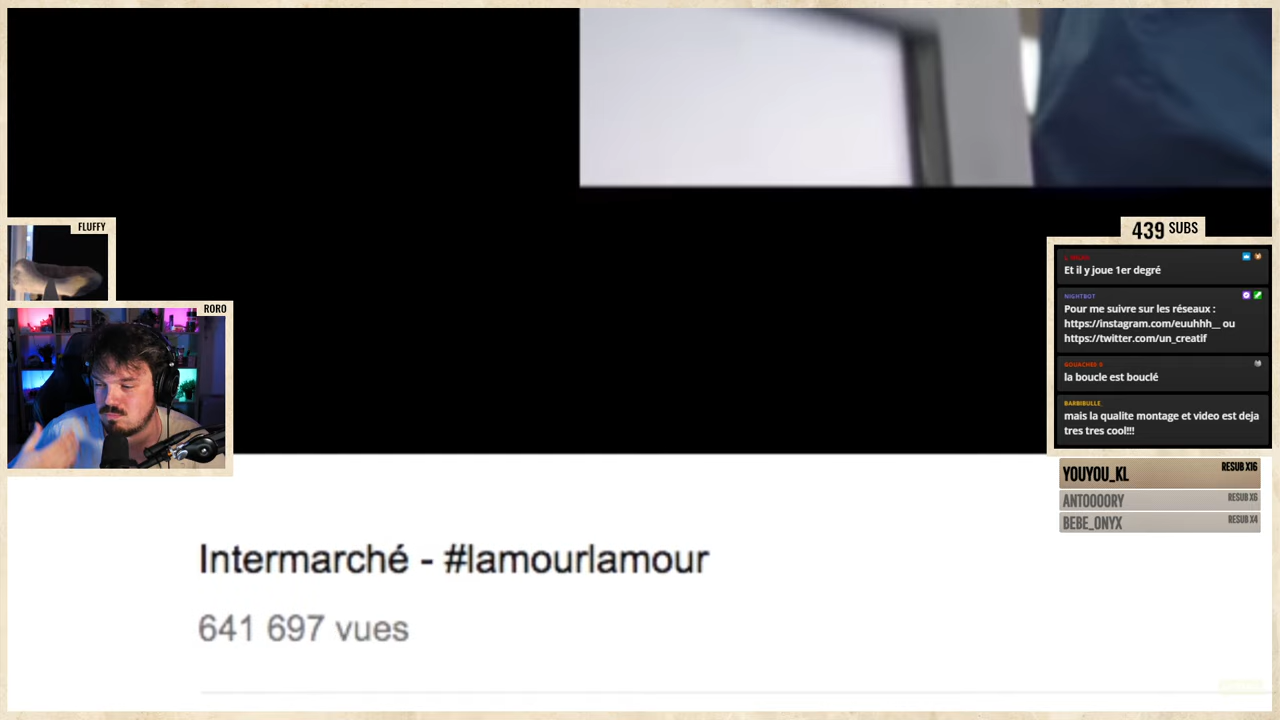 FLUFFY
RORO
439 SUBS
Et il y joue 1er degré
NIGHTBOT
Pour me suivre sur les réseaux :
https://instagram.com/euuhhh__ ou
https://twitter.com/un_creatif
la boucle est bouclé
BARBIBULLE_
mais la qualite montage et video est deja
tres tres cool!!!
YOUYOU_KL RESUB X16
ANTOOOORY RESUB X6
BEBE_ONYX RESUB X4
Intermarché - #lamourlamour
641 697 vues